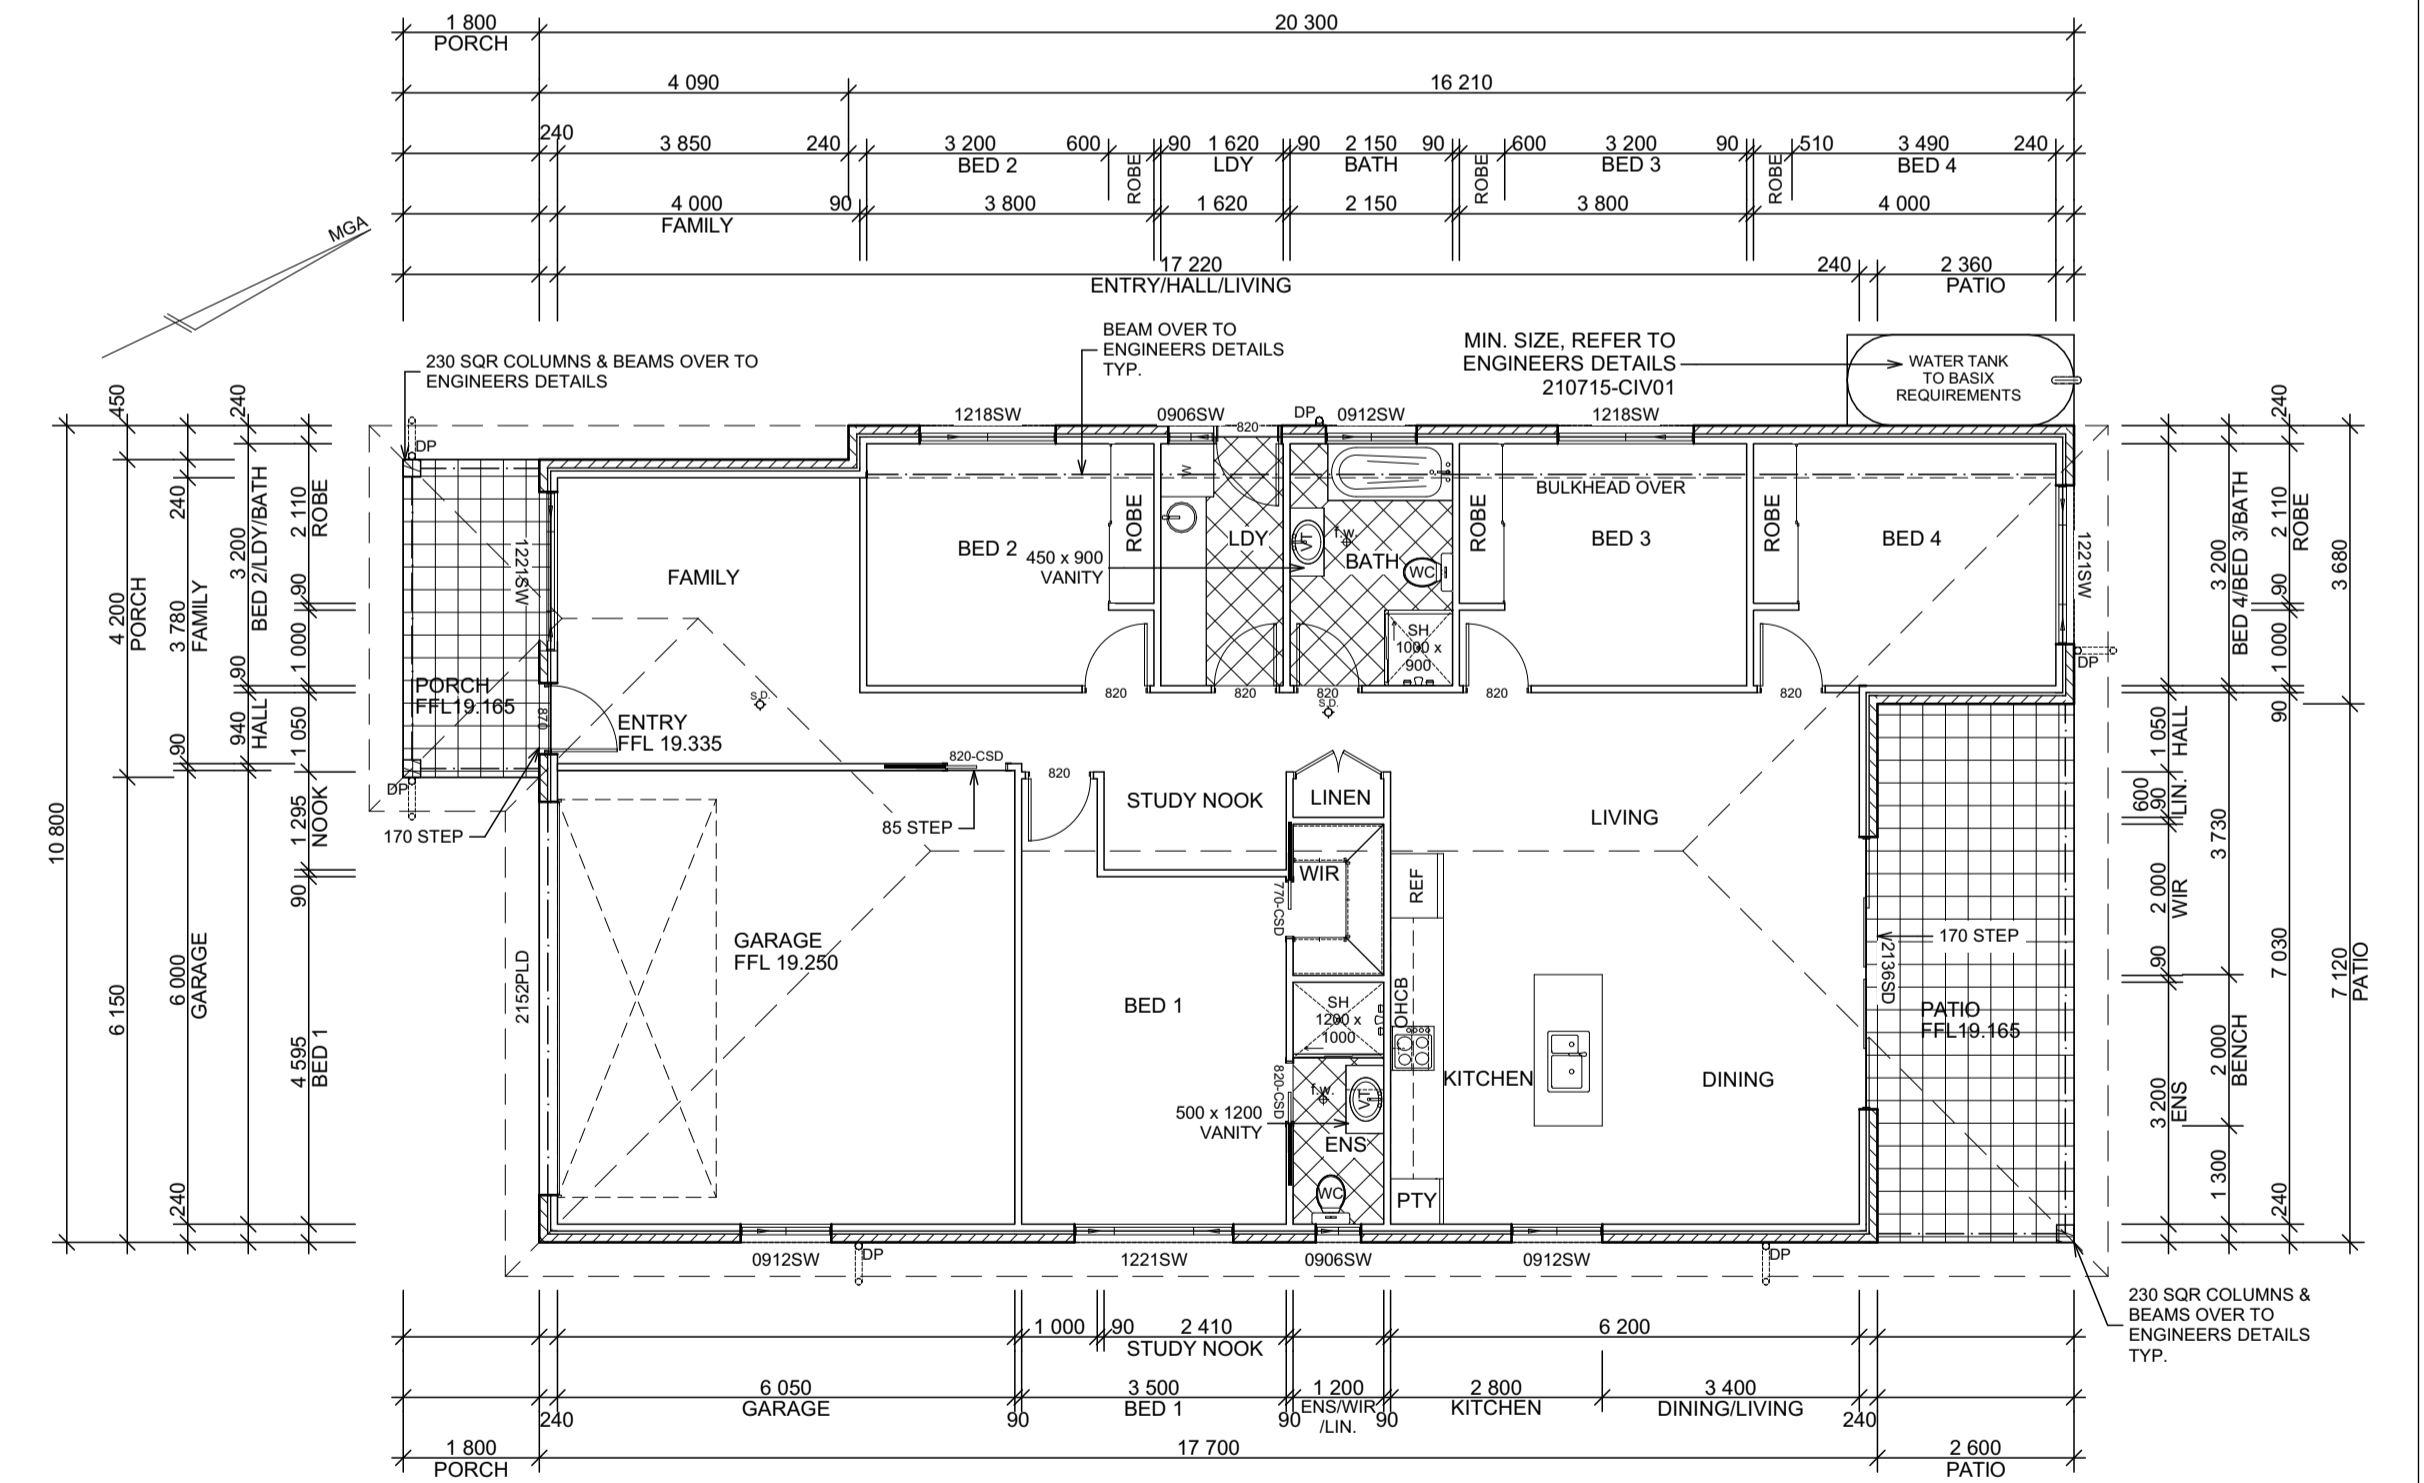 1 800
20 300
PORCH
4 090
16 210
240
3 850
240
3 200
600
90
1 620
90
2 150
90
600
3 200
90
510
3 490
240
BED 2
ROBE
LDY
BATH
ROBE
BED 3
ROBE
BED 4
4 000
90
3 800
1 620
2 150
3 800
4 000
FAMILY
17 220
240
2 360
ENTRY/HALL/LIVING
PATIO
MGA
230 SQR COLUMNS & BEAMS OVER TO
ENGINEERS DETAILS
BEAM OVER TO
ENGINEERS DETAILS
TYP.
MIN. SIZE, REFER TO
ENGINEERS DETAILS
210715-CIV01
WATER TANK
TO BASIX
REQUIREMENTS
1218SW
0906SW
820
DP
0912SW
1218SW
10 800
450
4 200
PORCH
6 150
240
3 780
FAMILY
90
6 000
GARAGE
240
240
3 200
BED 2/LDY/BATH
90
940
HALL
2 110
ROBE
90
1 000
1 050
1 295
NOOK
90
4 595
BED 1
DP
1221SW
FAMILY
BED 2
ROBE
W
LDY
450 x 900
VANITY
VT
f.w.
BATH
WC
SH
1000 x
900
ROBE
BULKHEAD OVER
BED 3
ROBE
BED 4
1221SW
DP
PORCH
FFL19.165
870
ENTRY
FFL 19.335
S.D.
820
820
820
S.D.
820
820
DP
170 STEP
820-CSD
820
85 STEP
STUDY NOOK
LINEN
LIVING
WIR
770-CSD
REF
GARAGE
FFL 19.250
2152PLD
BED 1
SH
1200 x
1000
OHCB
820-CSD
f.w.
VT
500 x 1200
VANITY
ENS
WC
PTY
KITCHEN
DINING
2136SD
170 STEP
PATIO
FFL19.165
0912SW
DP
1221SW
0906SW
0912SW
DP
1 050
HALL
600
90
LIN.
2 000
WIR
90
3 200
ENS
3 200
BED 4/BED 3/BATH
3 730
2 000
BENCH
1 300
240
2 110
ROBE
90
1 000
90
7 030
240
3 680
7 120
PATIO
230 SQR COLUMNS &
BEAMS OVER TO
ENGINEERS DETAILS
TYP.
1 000
90
2 410
6 200
STUDY NOOK
6 050
3 500
1 200
2 800
3 400
GARAGE
BED 1
ENS/WIR
/LIN.
KITCHEN
DINING/LIVING
240
90
90
90
240
1 800
17 700
2 600
PORCH
PATIO